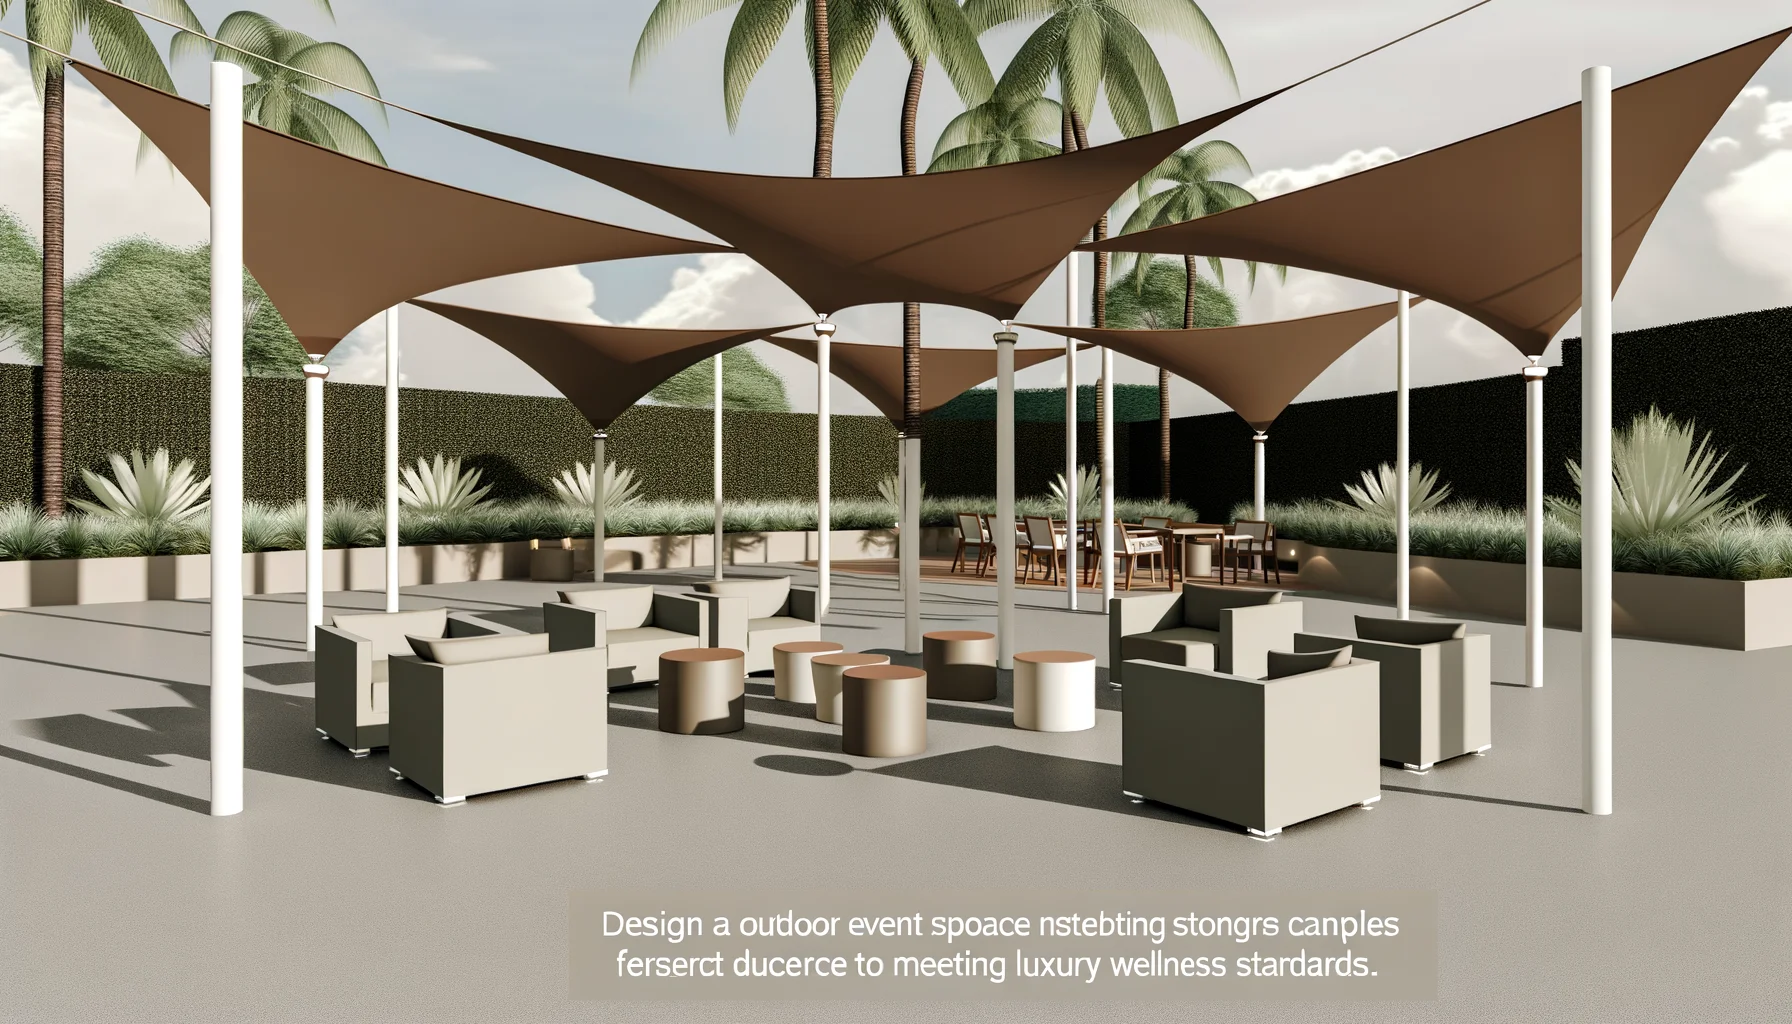 Design a outdoor event spoace nstebting stongrs canples
ferserct ducerce to meeting luxury wellness stardards.